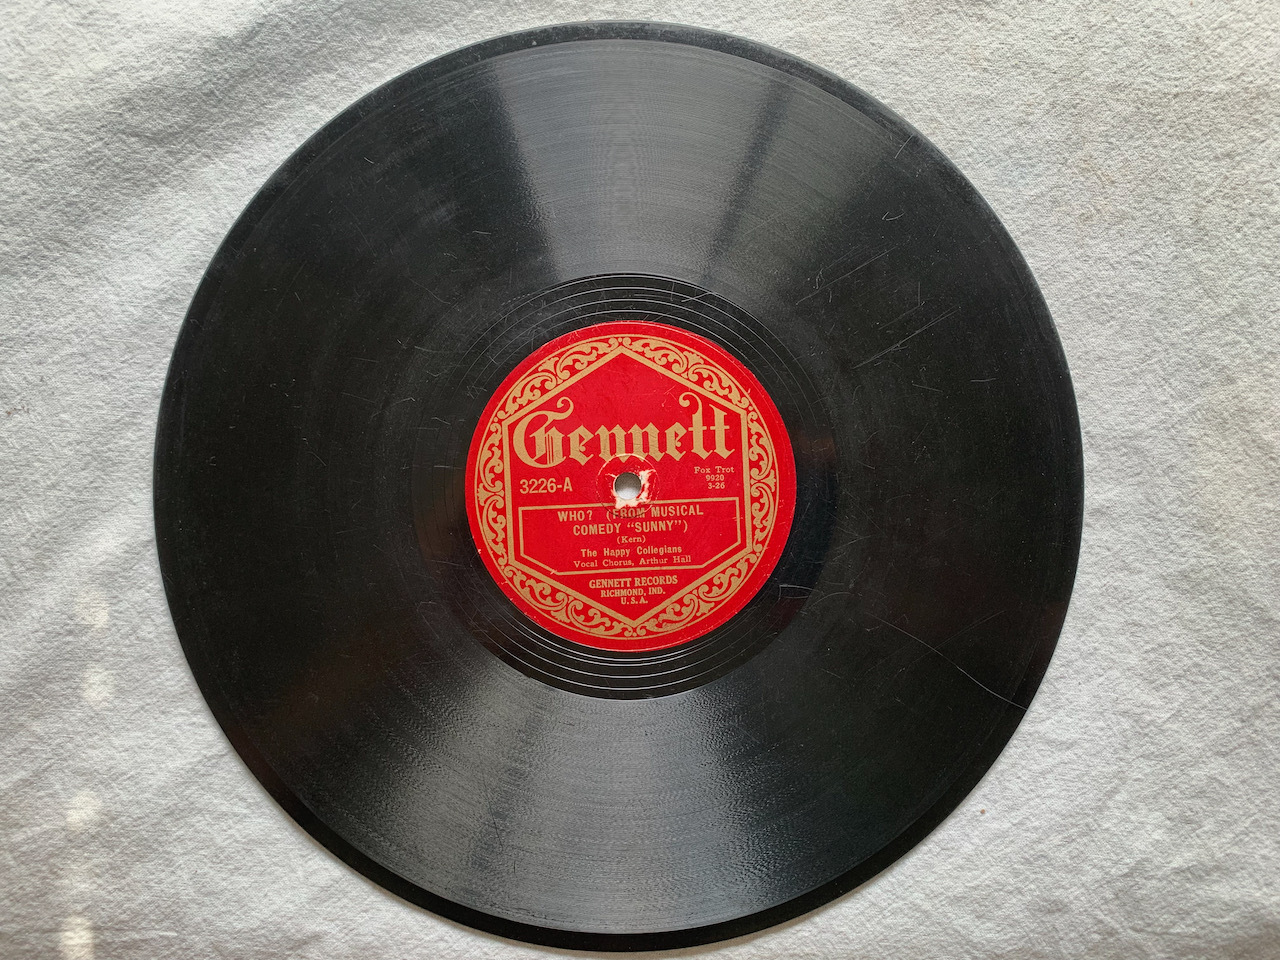 Gennett
3226-A
Fox Trot
9920
3-26
WHO? (FROM MUSICAL
COMEDY "SUNNY")
(Kern)
The Happy Collegians
Vocal Chorus, Arthur Hall
GENNETT RECORDS
RICHMOND, IND.
U.S.A.